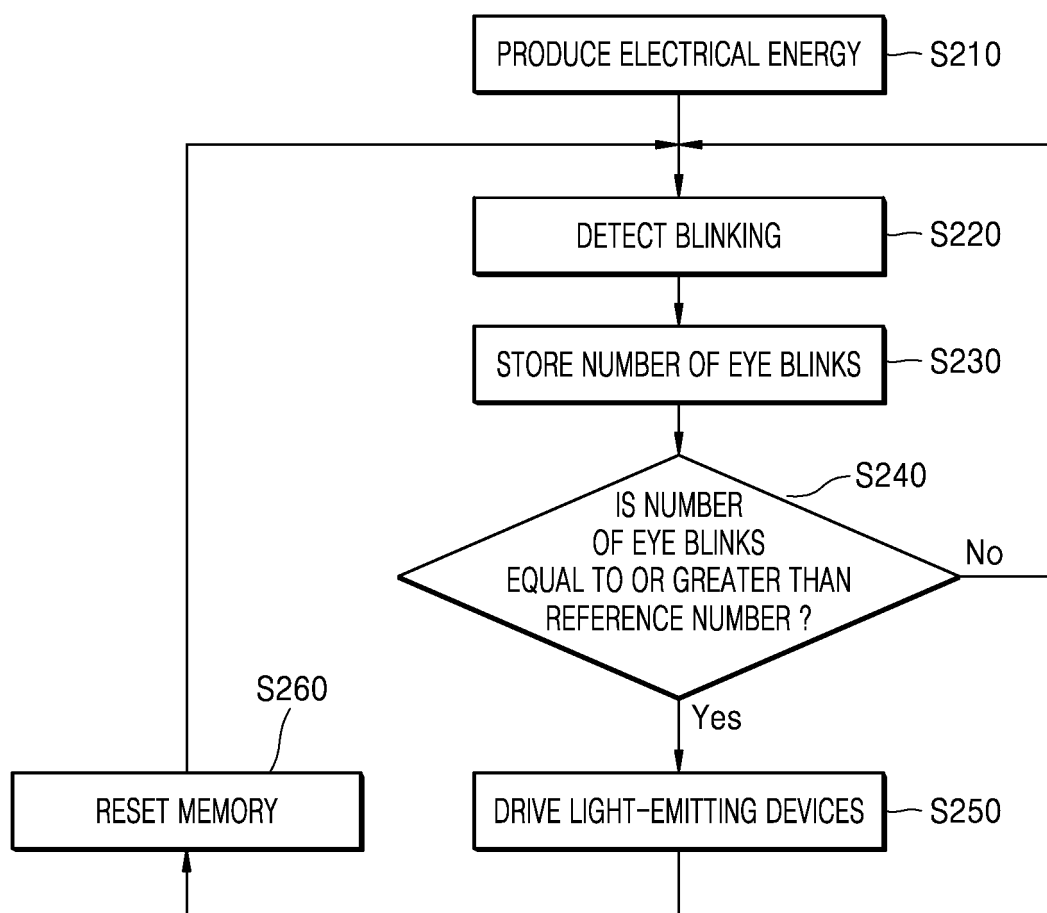 PRODUCE ELECTRICAL ENERGY
S210
DETECT BLINKING
S220
STORE NUMBER OF EYE BLINKS
S230
S240
IS NUMBER
OF EYE BLINKS
EQUAL TO OR GREATER THAN
REFERENCE NUMBER ?
No
Yes
S260
RESET MEMORY
DRIVE LIGHT-EMITTING DEVICES
S250